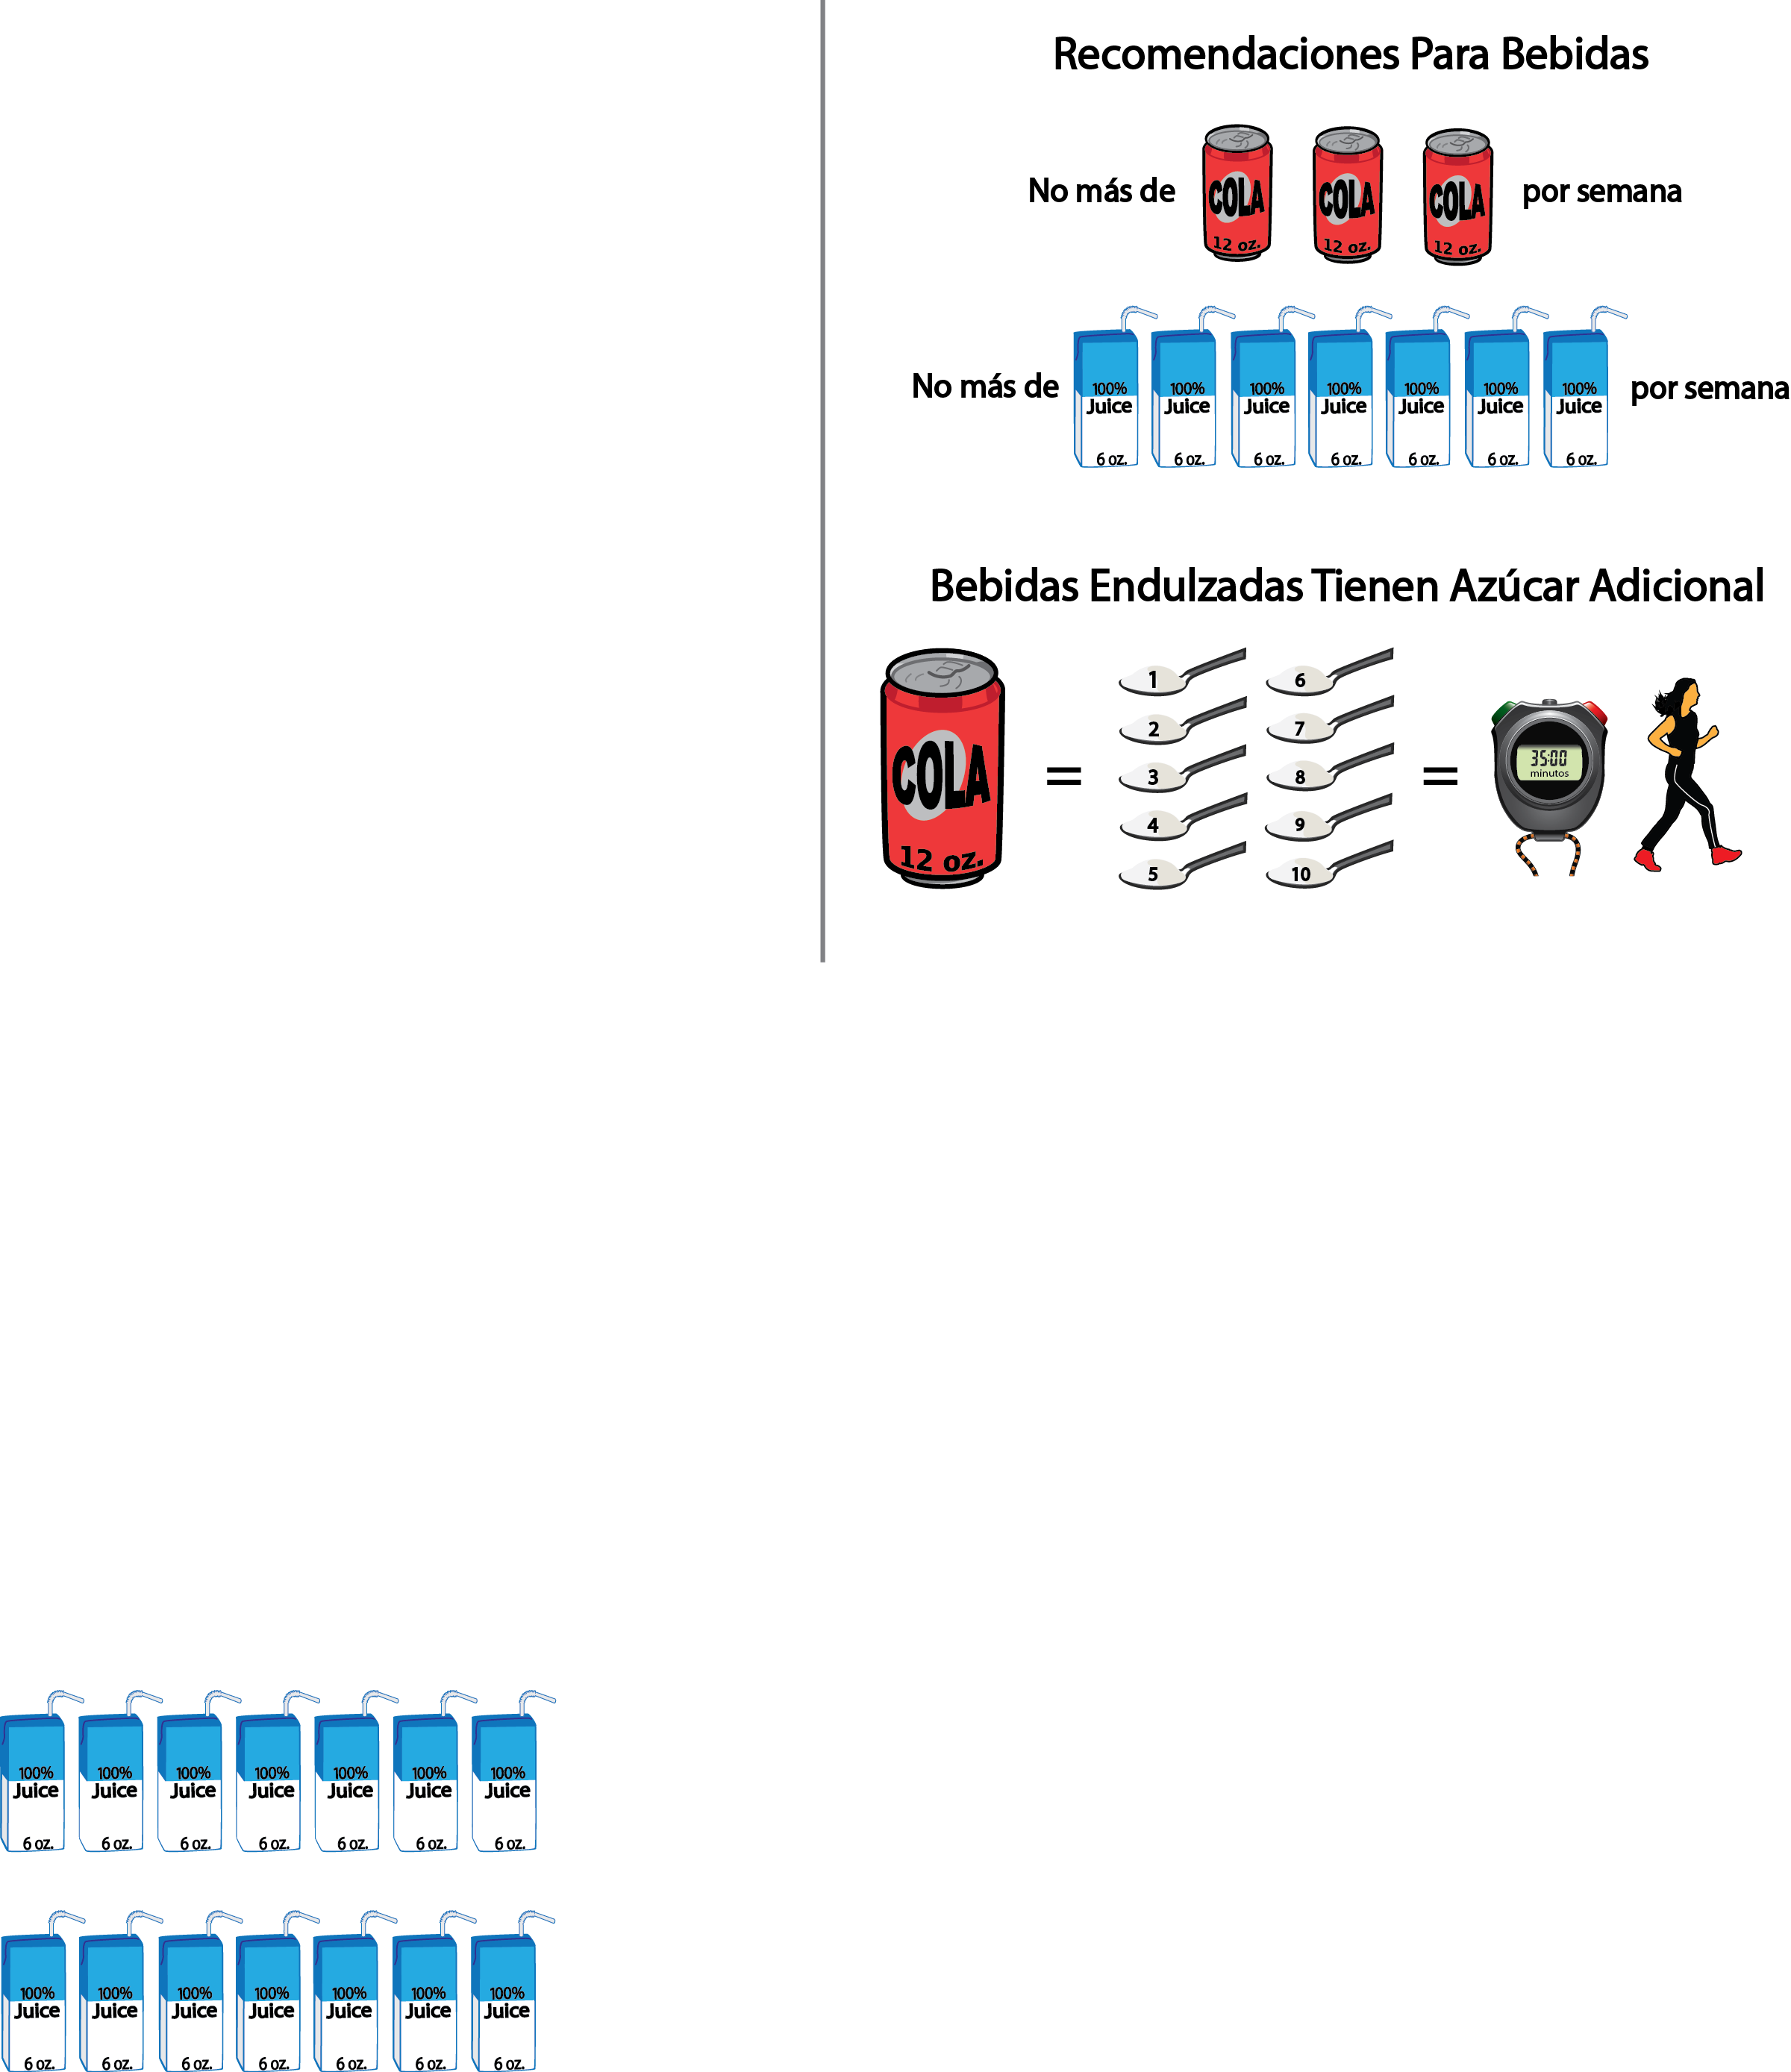 Recomendaciones Para Bebidas
No más de COLA COLA COLA por semana
12 oz. 12 oz. 12 oz.
No más de 100% 100% 100% 100% 100% 100% 100% por semana
Juice Juice Juice Juice Juice Juice Juice
6 oz. 6 oz. 6 oz. 6 oz. 6 oz. 6 oz. 6 oz.
Bebidas Endulzadas Tienen Azúcar Adicional
1 6
2 7
COLA = 3 8 = 35:00
minutos
4 9
12 oz. 5 10
100% 100% 100% 100% 100% 100% 100%
Juice Juice Juice Juice Juice Juice Juice
6 oz. 6 oz. 6 oz. 6 oz. 6 oz. 6 oz. 6 oz.
100% 100% 100% 100% 100% 100% 100%
Juice Juice Juice Juice Juice Juice Juice
6 oz. 6 oz. 6 oz. 6 oz. 6 oz. 6 oz. 6 oz.